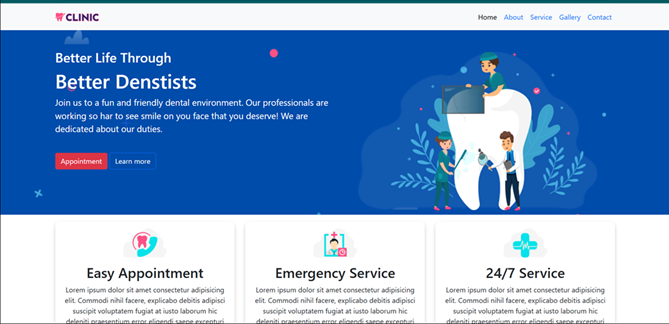 CLINIC
Home About Service Gallery Contact
Better Life Through
Better Denstists
Join us to a fun and friendly dental environment. Our professionals are
working so har to see smile on you face that you deserve! We are
dedicated about our duties.
Appointment Learn more
Easy Appointment
Lorem ipsum dolor sit amet consectetur adipisicing
elit. Commodi nihil facere, explicabo debitis adipisci
suscipit voluptatem fugiat at iusto laborum hic
deleniti praesentium error eligendi saepe excepturi
Emergency Service
Lorem ipsum dolor sit amet consectetur adipisicing
elit. Commodi nihil facere, explicabo debitis adipisci
suscipit voluptatem fugiat at iusto laborum hic
deleniti praesentium error eligendi saepe excepturi
24/7 Service
Lorem ipsum dolor sit amet consectetur adipisicing
elit. Commodi nihil facere, explicabo debitis adipisci
suscipit voluptatem fugiat at iusto laborum hic
deleniti praesentium error eligendi saepe excepturi